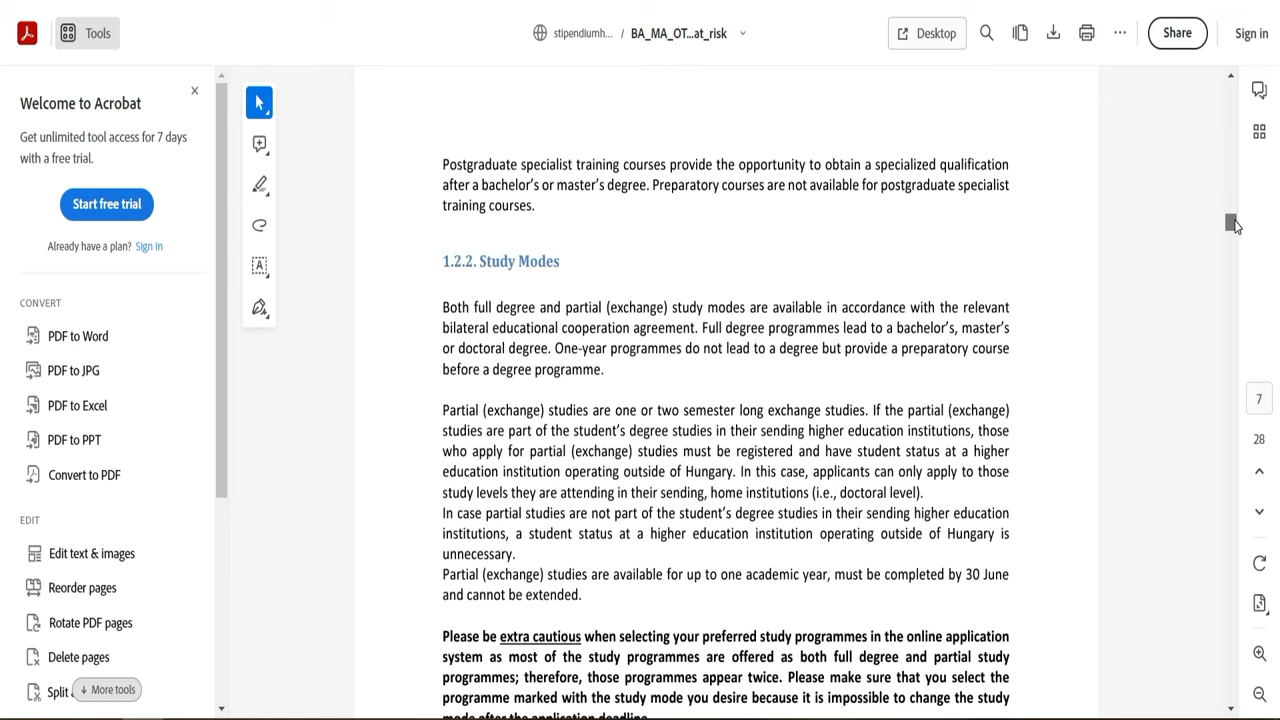 Tools
stipendiumh... / BA_MA_OT...at_risk
Desktop
Share
Sign in
Welcome to Acrobat
Get unlimited tool access for 7 days
with a free trial.
Start free trial
Already have a plan? Sign in
CONVERT
PDF to Word
PDF to JPG
PDF to Excel
PDF to PPT
Convert to PDF
EDIT
Edit text & images
Reorder pages
Rotate PDF pages
Delete pages
Split
More tools
Postgraduate specialist training courses provide the opportunity to obtain a specialized qualification
after a bachelor's or master's degree. Preparatory courses are not available for postgraduate specialist
training courses.
1.2.2. Study Modes
Both full degree and partial (exchange) study modes are available in accordance with the relevant
bilateral educational cooperation agreement. Full degree programmes lead to a bachelor's, master's
or doctoral degree. One-year programmes do not lead to a degree but provide a preparatory course
before a degree programme.
Partial (exchange) studies are one or two semester long exchange studies. If the partial (exchange)
studies are part of the student's degree studies in their sending higher education institutions, those
who apply for partial (exchange) studies must be registered and have student status at a higher
education institution operating outside of Hungary. In this case, applicants can only apply to those
study levels they are attending in their sending, home institutions (i.e., doctoral level).
In case partial studies are not part of the student's degree studies in their sending higher education
institutions, a student status at a higher education institution operating outside of Hungary is
unnecessary.
Partial (exchange) studies are available for up to one academic year, must be completed by 30 June
and cannot be extended.
Please be extra cautious when selecting your preferred study programmes in the online application
system as most of the study programmes are offered as both full degree and partial study
programmes; therefore, those programmes appear twice. Please make sure that you select the
programme marked with the study mode you desire because it is impossible to change the study
mode after the application deadline.
7
28